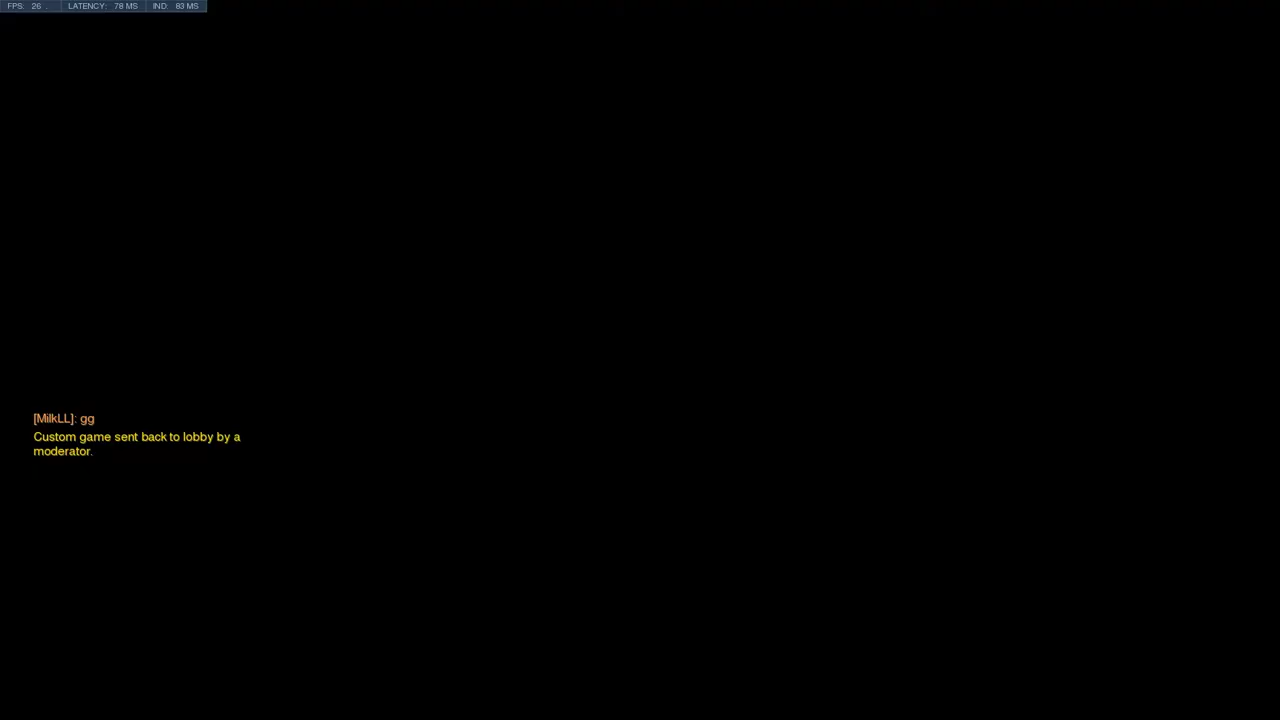 FPS: 26 . LATENCY: 78 MS IND: 83 MS
[MilkLL]: gg
Custom game sent back to lobby by a
moderator.